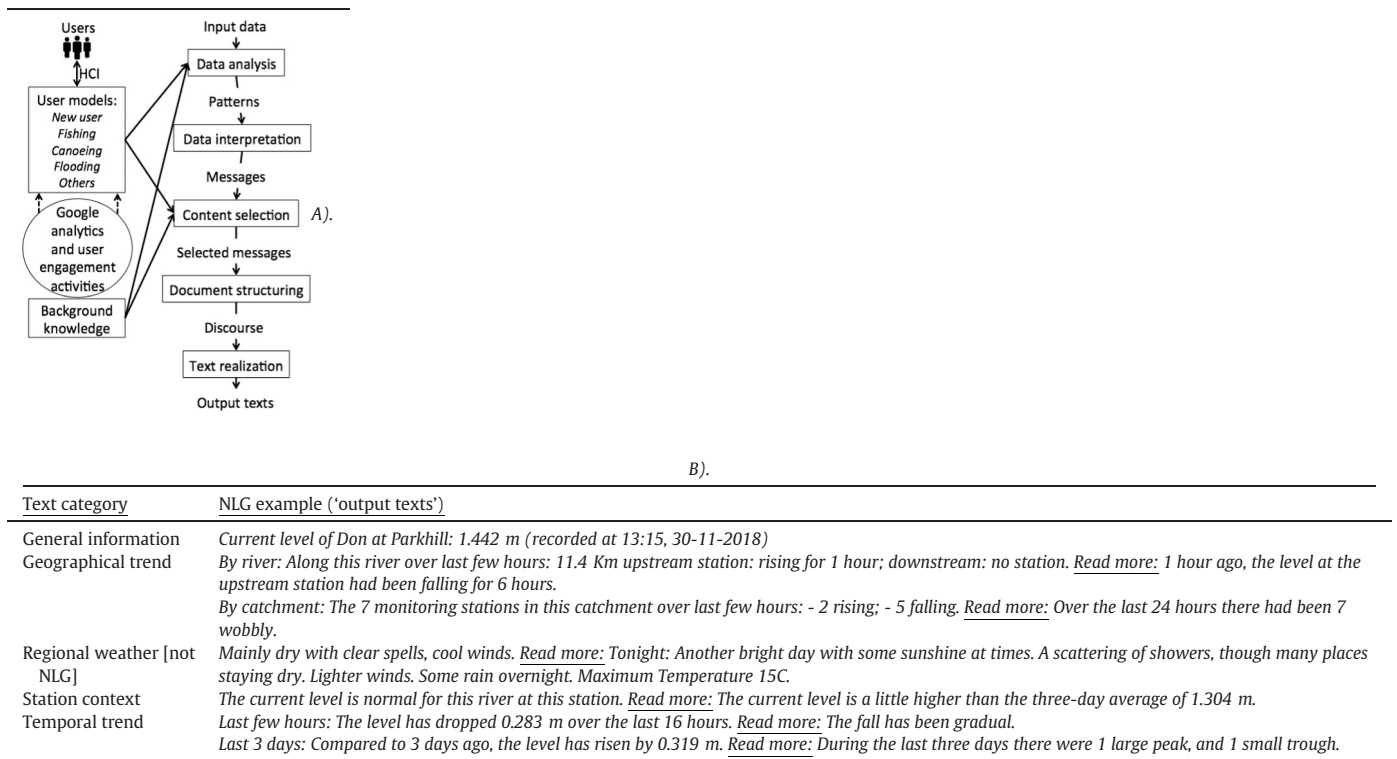 Users
HCI
User models:
New user
Fishing
Canoeing
Flooding
Others
Google
analytics
and user
engagement
activities
Background
knowledge
Input data
Data analysis
Patterns
Data interpretation
Messages
Content selection
A).
Selected messages
Document structuring
Discourse
Text realization
Output texts
B).
Text category NLG example (‘output texts’)
General information Current level of Don at Parkhill: 1.442 m (recorded at 13:15, 30-11-2018)
Geographical trend By river: Along this river over last few hours: 11.4 Km upstream station: rising for 1 hour; downstream: no station. Read more: 1 hour ago, the level at the
upstream station had been falling for 6 hours.
By catchment: The 7 monitoring stations in this catchment over last few hours: - 2 rising; - 5 falling. Read more: Over the last 24 hours there had been 7
wobbly.
Regional weather [not Mainly dry with clear spells, cool winds. Read more: Tonight: Another bright day with some sunshine at times. A scattering of showers, though many places
NLG] staying dry. Lighter winds. Some rain overnight. Maximum Temperature 15C.
Station context The current level is normal for this river at this station. Read more: The current level is a little higher than the three-day average of 1.304 m.
Temporal trend Last few hours: The level has dropped 0.283 m over the last 16 hours. Read more: The fall has been gradual.
Last 3 days: Compared to 3 days ago, the level has risen by 0.319 m. Read more: During the last three days there were 1 large peak, and 1 small trough.